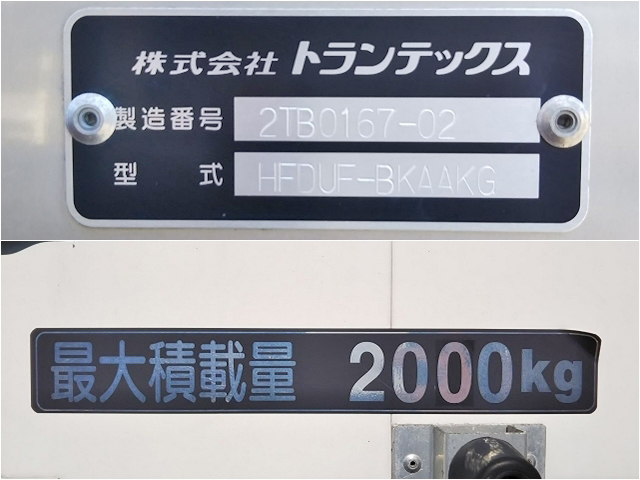 株式会社 トランテックス
製造番号 2TB0167-02
型式 HFDUF-BKAAKG
最大積載量 2000kg